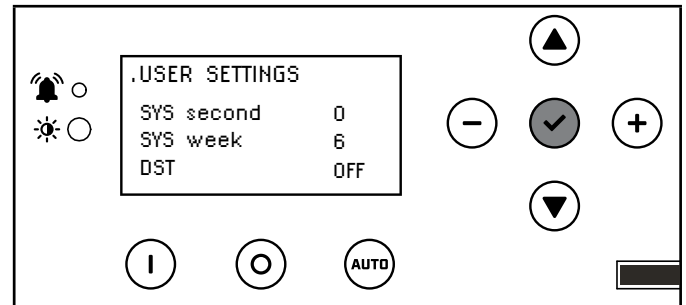 .USER SETTINGS
SYS second 0
SYS week 6
DST OFF
AUTO